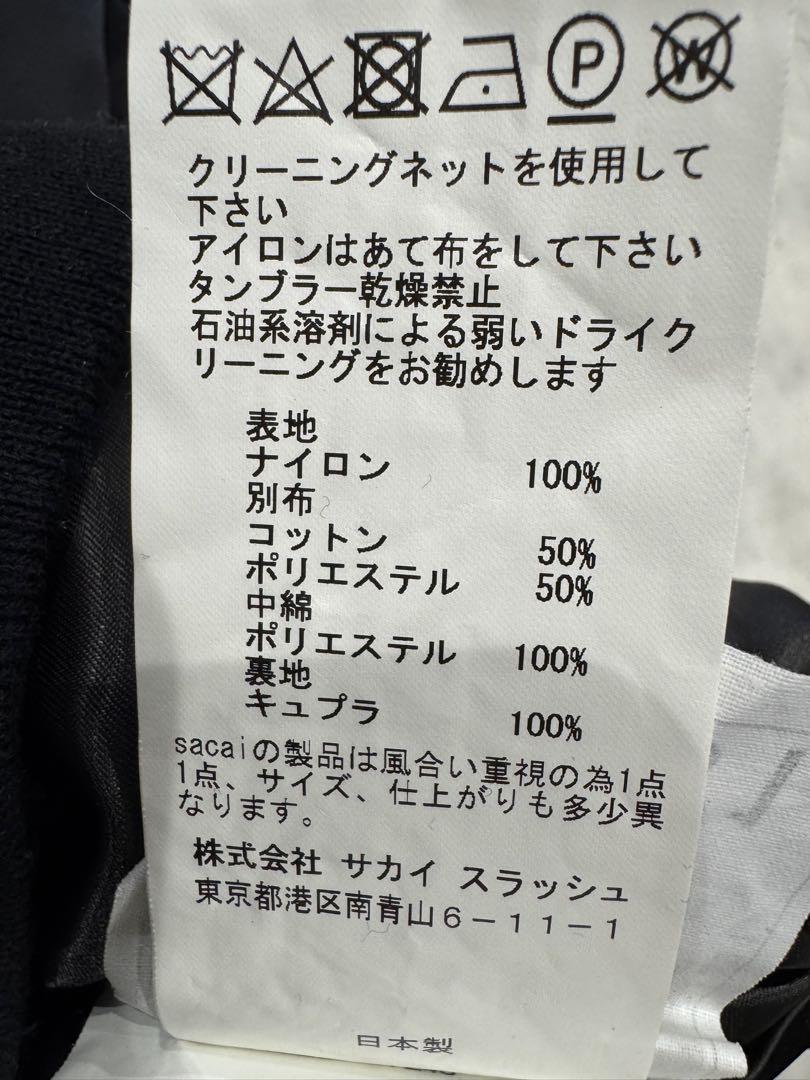 P W
クリーニングネットを使用して
下さい
アイロンはあて布をして下さい
タンブラー乾燥禁止
石油系溶剤による弱いドライク
リーニングをお勧めします
表地
ナイロン 100%
別布
コットン 50%
ポリエステル 50%
中綿
ポリエステル 100%
裏地
キュプラ 100%
sacaiの製品は風合い重視の為1点
1点、サイズ、仕上がりも多少異
なります。
株式会社 サカイ スラッシュ
東京都港区南青山6-11-1
日本製